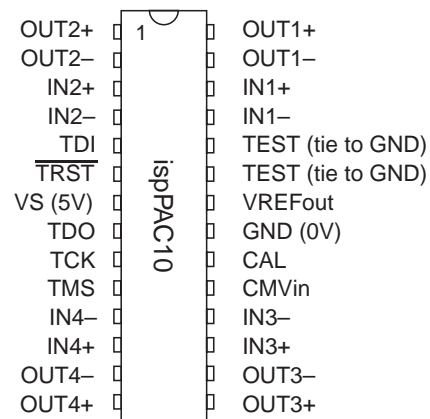 OUT2+ 1 OUT1+
OUT2– OUT1–
IN2+ IN1+
IN2– IN1–
TDI TEST (tie to GND)
TRST TEST (tie to GND)
VS (5V) VREFout
TDO GND (0V)
TCK CAL
TMS CMVin
IN4– IN3–
IN4+ IN3+
OUT4– OUT3–
OUT4+ OUT3+
ispPAC10